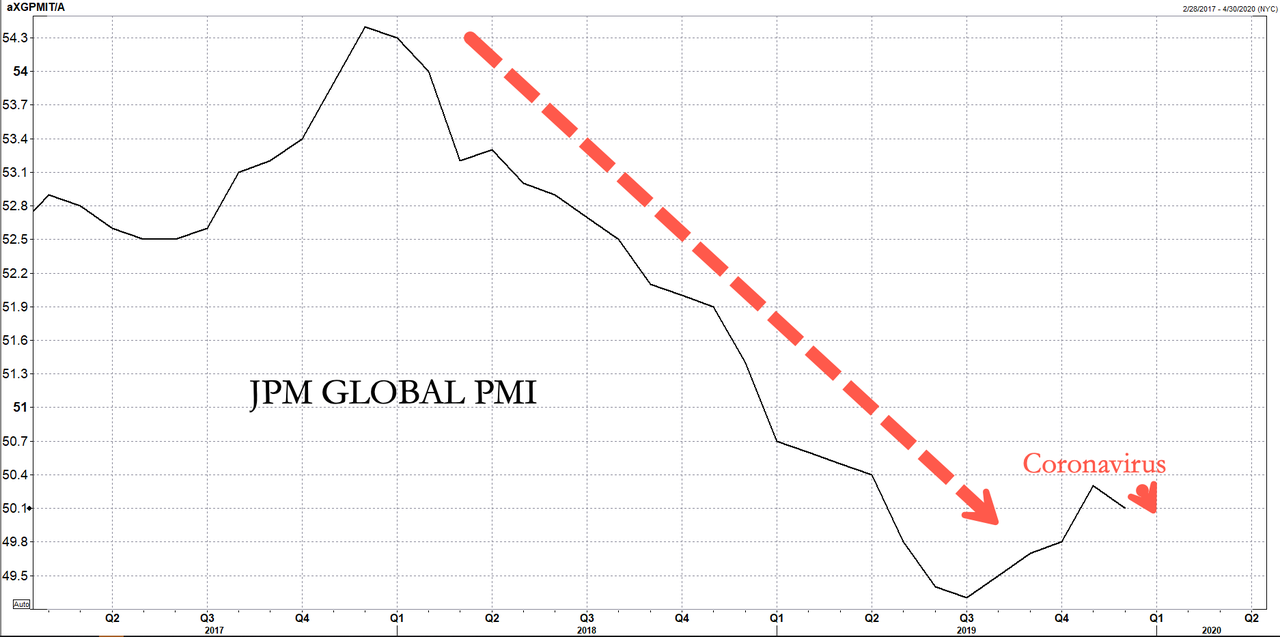 aXGPMIT/A
2/28/2017 - 4/30/2020 (NYC)
54.3
54
53.7
53.4
53.1
52.8
52.5
52.2
51.9
51.6
51.3
51
50.7
50.4
50.1
49.8
49.5
JPM GLOBAL PMI
Coronavirus
Auto
Q2 Q3 Q4 Q1 Q2 Q3 Q4 Q1 Q2 Q3 Q4 Q1 Q2
2017 2018 2019 2020